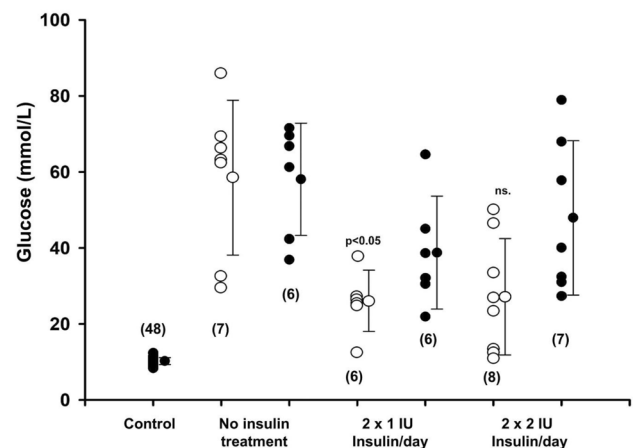 100
80
60
40
20
0
Glucose (mmol/L)
p<0.05
ns.
(48)
(7)
(6)
(6)
(6)
(8)
(7)
Control
No insulin
treatment
2 x 1 IU
Insulin/day
2 x 2 IU
Insulin/day